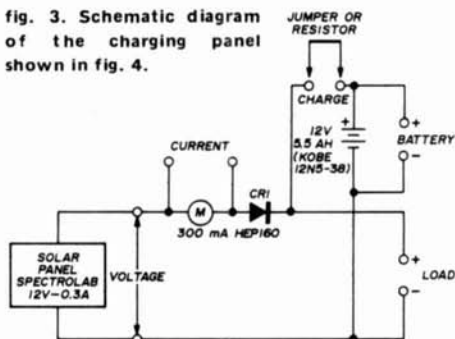 fig. 3. Schematic diagram
of the charging panel
shown in fig. 4.
JUMPER OR
RESISTOR
CHARGE
+
12V
5.5 AH
(KOBE
12N5-3B)
+
BATTERY
-
CURRENT
M
300 mA
CR1
HEP160
SOLAR
PANEL
SPECTROLAB
12V-0.3A
VOLTAGE
+
LOAD
-